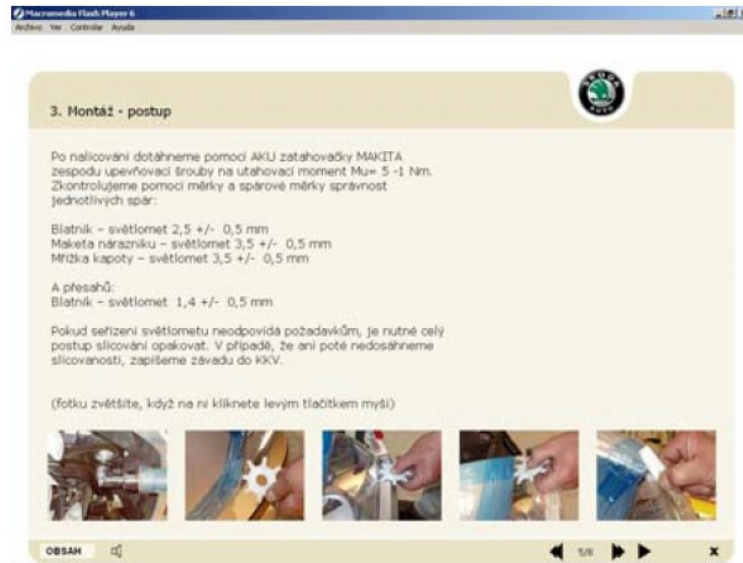 Macromedia Flash Player 6
Archivo Ver Controlar Ayuda
ŠKODA
AUTO
3. Montáž - postup
Po nalicování dotáhneme pomocí AKU zatahovačky MAKITA
zespodu upevňovací šrouby na utahovací moment Mu= 5 -1 Nm.
Zkontrolujeme pomocí měrky a spárové měrky správnost
jednotlivých spár:
Blatník – světlomet 2,5 +/- 0,5 mm
Maketa nárazníku – světlomet 3,5 +/- 0,5 mm
Mřížka kapoty – světlomet 3,5 +/- 0,5 mm
A přesahů:
Blatník – světlomet 1,4 +/- 0,5 mm
Pokud seřízení světlometu neodpovídá požadavkům, je nutné celý
postup slícování opakovat. V případě, že ani poté nedosáhneme
slícovanosti, zapíšeme závadu do KKV.
(fotku zvětšíte, když na ni kliknete levým tlačítkem myši)
OBSAH
5/8
x